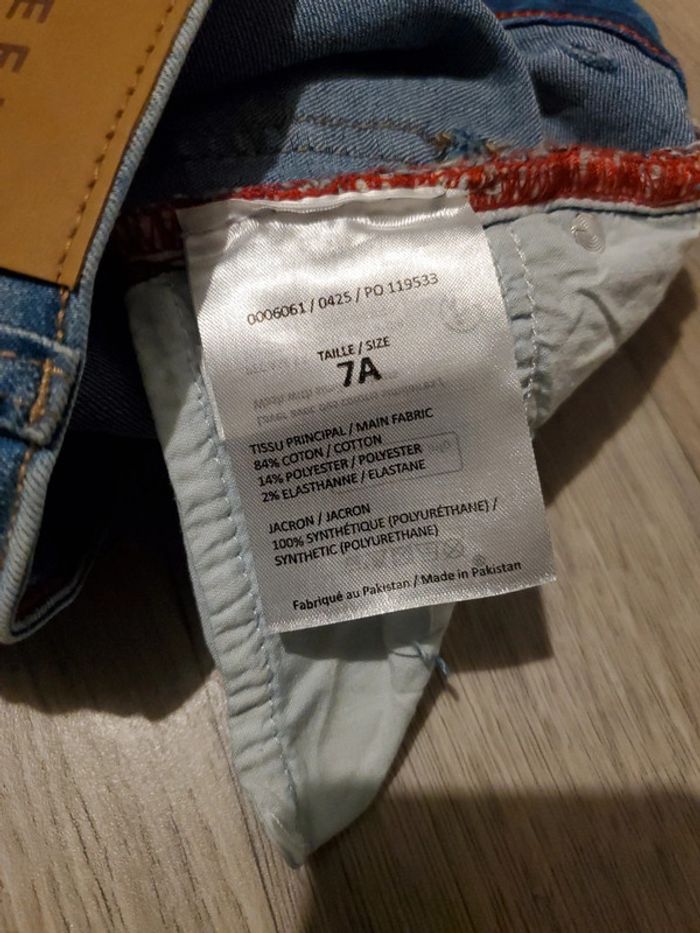 0006061 / 0425 / PO 119533
TAILLE / SIZE
7A
TISSU PRINCIPAL / MAIN FABRIC
84% COTON / COTTON
14% POLYESTER / POLYESTER
2% ELASTHANNE / ELASTANE
JACRON / JACRON
100% SYNTHÉTIQUE (POLYURÉTHANE) /
SYNTHETIC (POLYURETHANE)
Fabriqué au Pakistan / Made in Pakistan